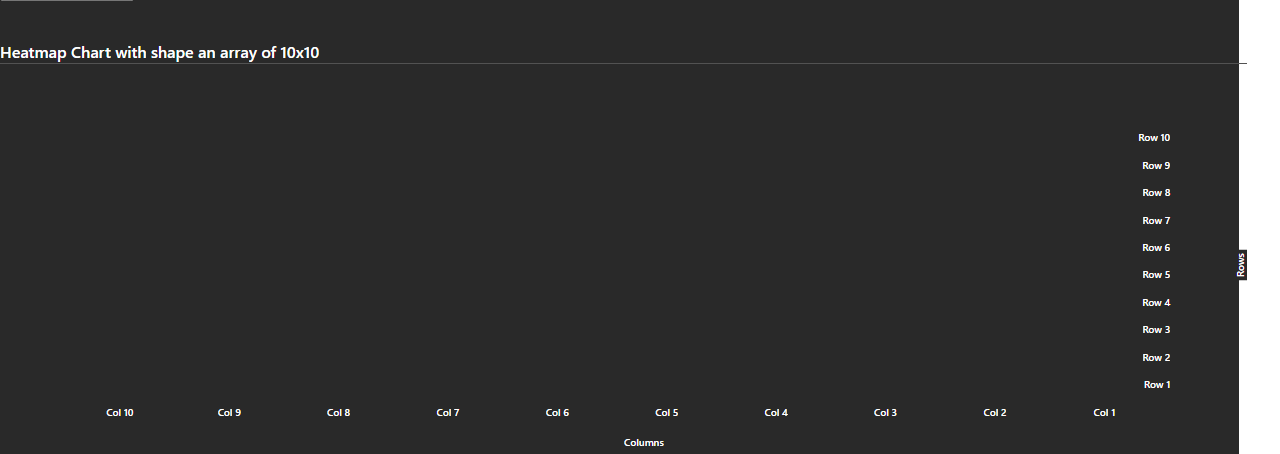 Heatmap Chart with shape an array of 10x10
Row 10
Row 9
Row 8
Row 7
Row 6
Rows
Row 5
Row 4
Row 3
Row 2
Row 1
Col 10 Col 9 Col 8 Col 7 Col 6 Col 5 Col 4 Col 3 Col 2 Col 1
Columns